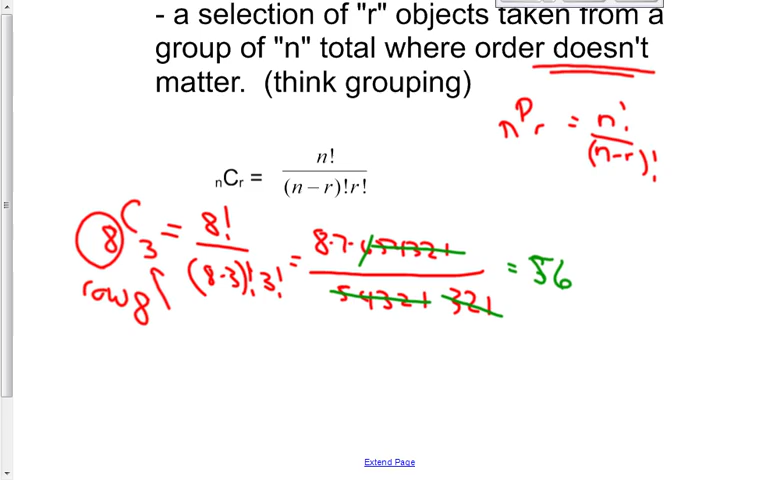 - a selection of "r" objects taken from a
group of "n" total where order doesn't
matter. (think grouping)
nPr = n! / (n-r)!
nCr = n! / (n − r)!r!
8C3 = 8! / (8-3)! 3! = 8·7·6 5 4 3 2 1 / 5 4 3 2 1 3 2 1 = 56
row 8
Extend Page